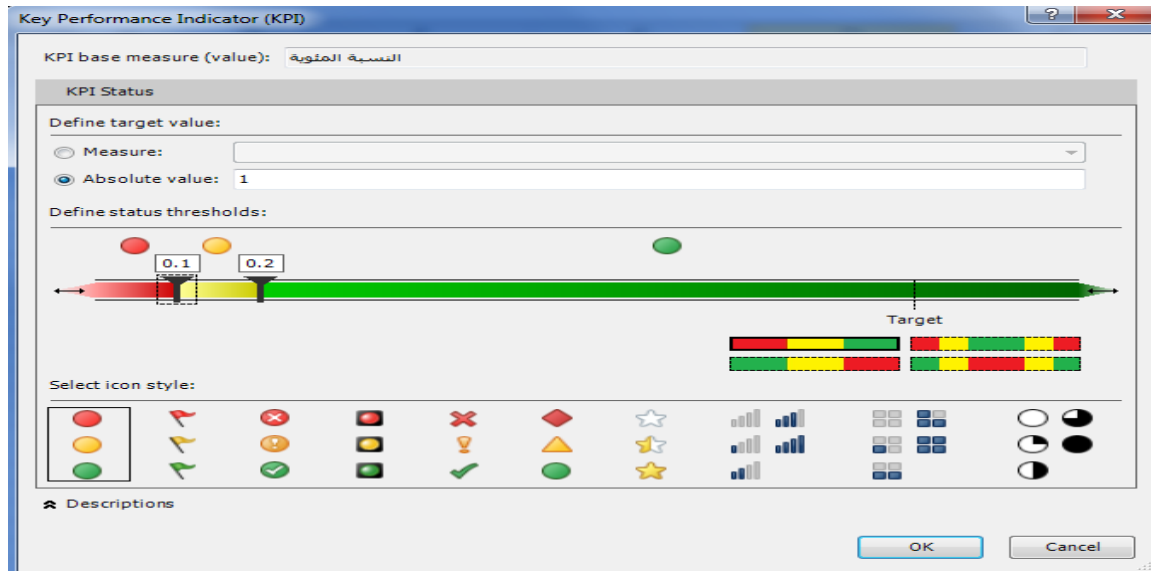 Key Performance Indicator (KPI)
KPI base measure (value): النسبة المئوية
KPI Status
Define target value:
Measure:
Absolute value: 1
Define status thresholds:
0.1 0.2
Target
Select icon style:
Descriptions
OK Cancel